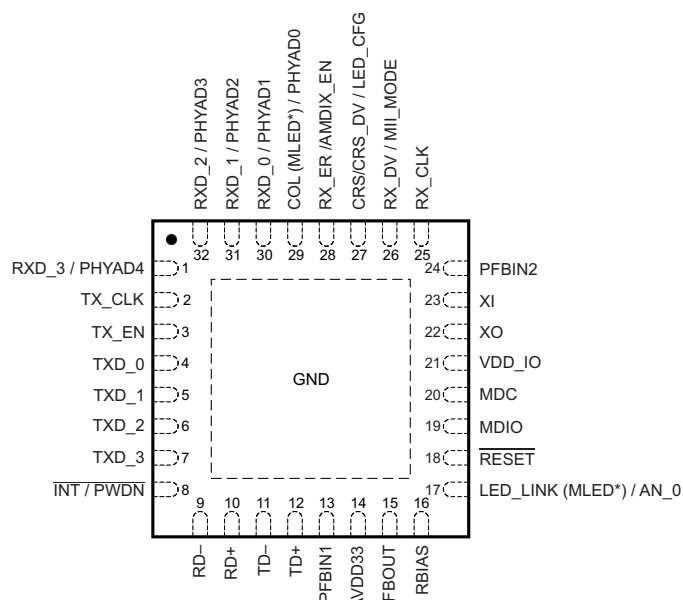 RXD_2 / PHYAD3
RXD_1 / PHYAD2
RXD_0 / PHYAD1
COL (MLED*) / PHYAD0
RX_ER /AMDIX_EN
CRS/CRS_DV / LED_CFG
RX_DV / MII_MODE
RX_CLK
32
31
30
29
28
27
26
25
RXD_3 / PHYAD4 1
TX_CLK 2
TX_EN 3
TXD_0 4
TXD_1 5
TXD_2 6
TXD_3 7
INT / PWDN 8
GND
24 PFBIN2
23 XI
22 XO
21 VDD_IO
20 MDC
19 MDIO
18 RESET
17 LED_LINK (MLED*) / AN_0
9
10
11
12
13
14
15
16
RD–
RD+
TD–
TD+
PFBIN1
AVDD33
FBOUT
RBIAS